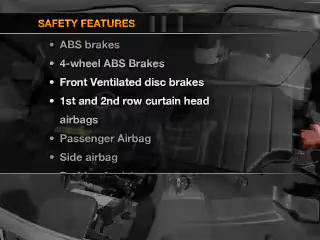 SAFETY FEATURES
• ABS brakes
• 4-wheel ABS Brakes
• Front Ventilated disc brakes
• 1st and 2nd row curtain head
airbags
• Passenger Airbag
• Side airbag